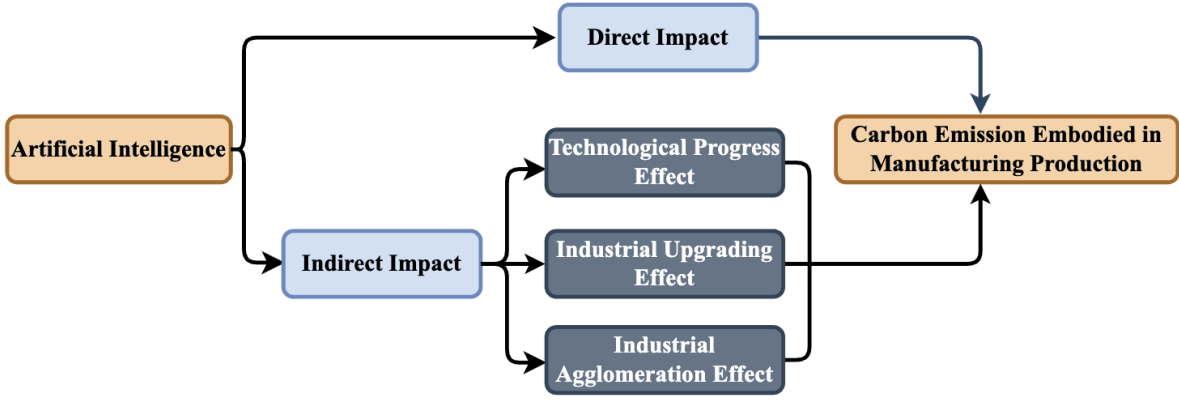 Direct Impact
Artificial Intelligence
Carbon Emission Embodied in
Manufacturing Production
Technological Progress
Effect
Indirect Impact
Industrial Upgrading
Effect
Industrial
Agglomeration Effect